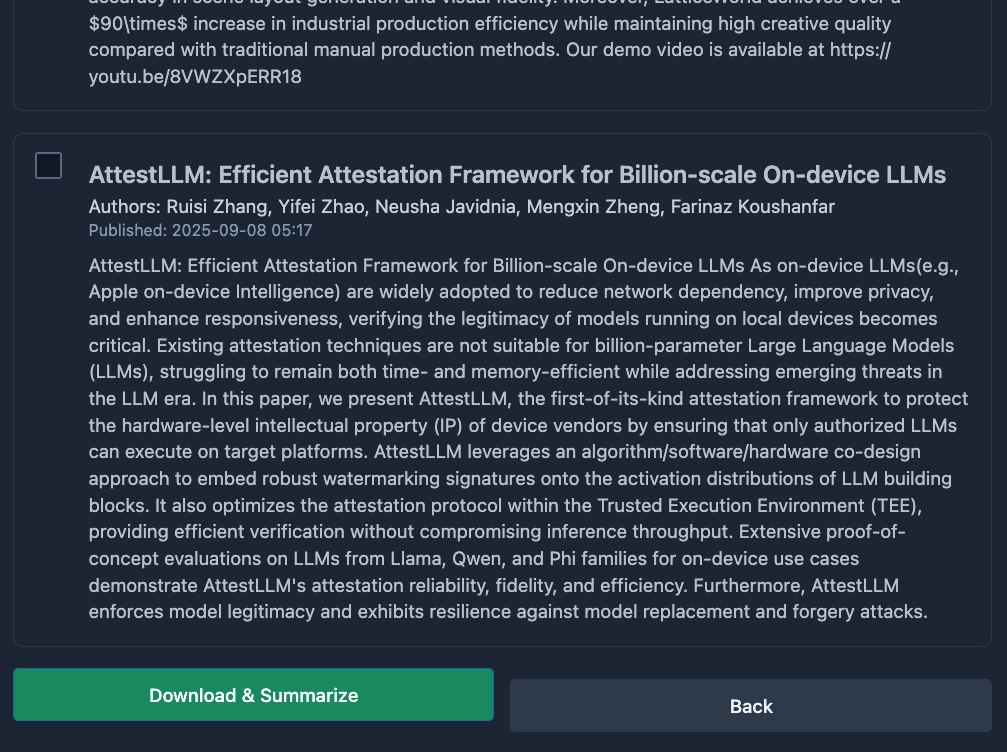 accuracy in scene layout generation and visual fidelity. Moreover, LatticeWorld achieves over a
$90\times$ increase in industrial production efficiency while maintaining high creative quality
compared with traditional manual production methods. Our demo video is available at https://
youtu.be/8VWZXpERR18
AttestLLM: Efficient Attestation Framework for Billion-scale On-device LLMs
Authors: Ruisi Zhang, Yifei Zhao, Neusha Javidnia, Mengxin Zheng, Farinaz Koushanfar
Published: 2025-09-08 05:17
AttestLLM: Efficient Attestation Framework for Billion-scale On-device LLMs As on-device LLMs(e.g.,
Apple on-device Intelligence) are widely adopted to reduce network dependency, improve privacy,
and enhance responsiveness, verifying the legitimacy of models running on local devices becomes
critical. Existing attestation techniques are not suitable for billion-parameter Large Language Models
(LLMs), struggling to remain both time- and memory-efficient while addressing emerging threats in
the LLM era. In this paper, we present AttestLLM, the first-of-its-kind attestation framework to protect
the hardware-level intellectual property (IP) of device vendors by ensuring that only authorized LLMs
can execute on target platforms. AttestLLM leverages an algorithm/software/hardware co-design
approach to embed robust watermarking signatures onto the activation distributions of LLM building
blocks. It also optimizes the attestation protocol within the Trusted Execution Environment (TEE),
providing efficient verification without compromising inference throughput. Extensive proof-of-
concept evaluations on LLMs from Llama, Qwen, and Phi families for on-device use cases
demonstrate AttestLLM's attestation reliability, fidelity, and efficiency. Furthermore, AttestLLM
enforces model legitimacy and exhibits resilience against model replacement and forgery attacks.
Download & Summarize
Back